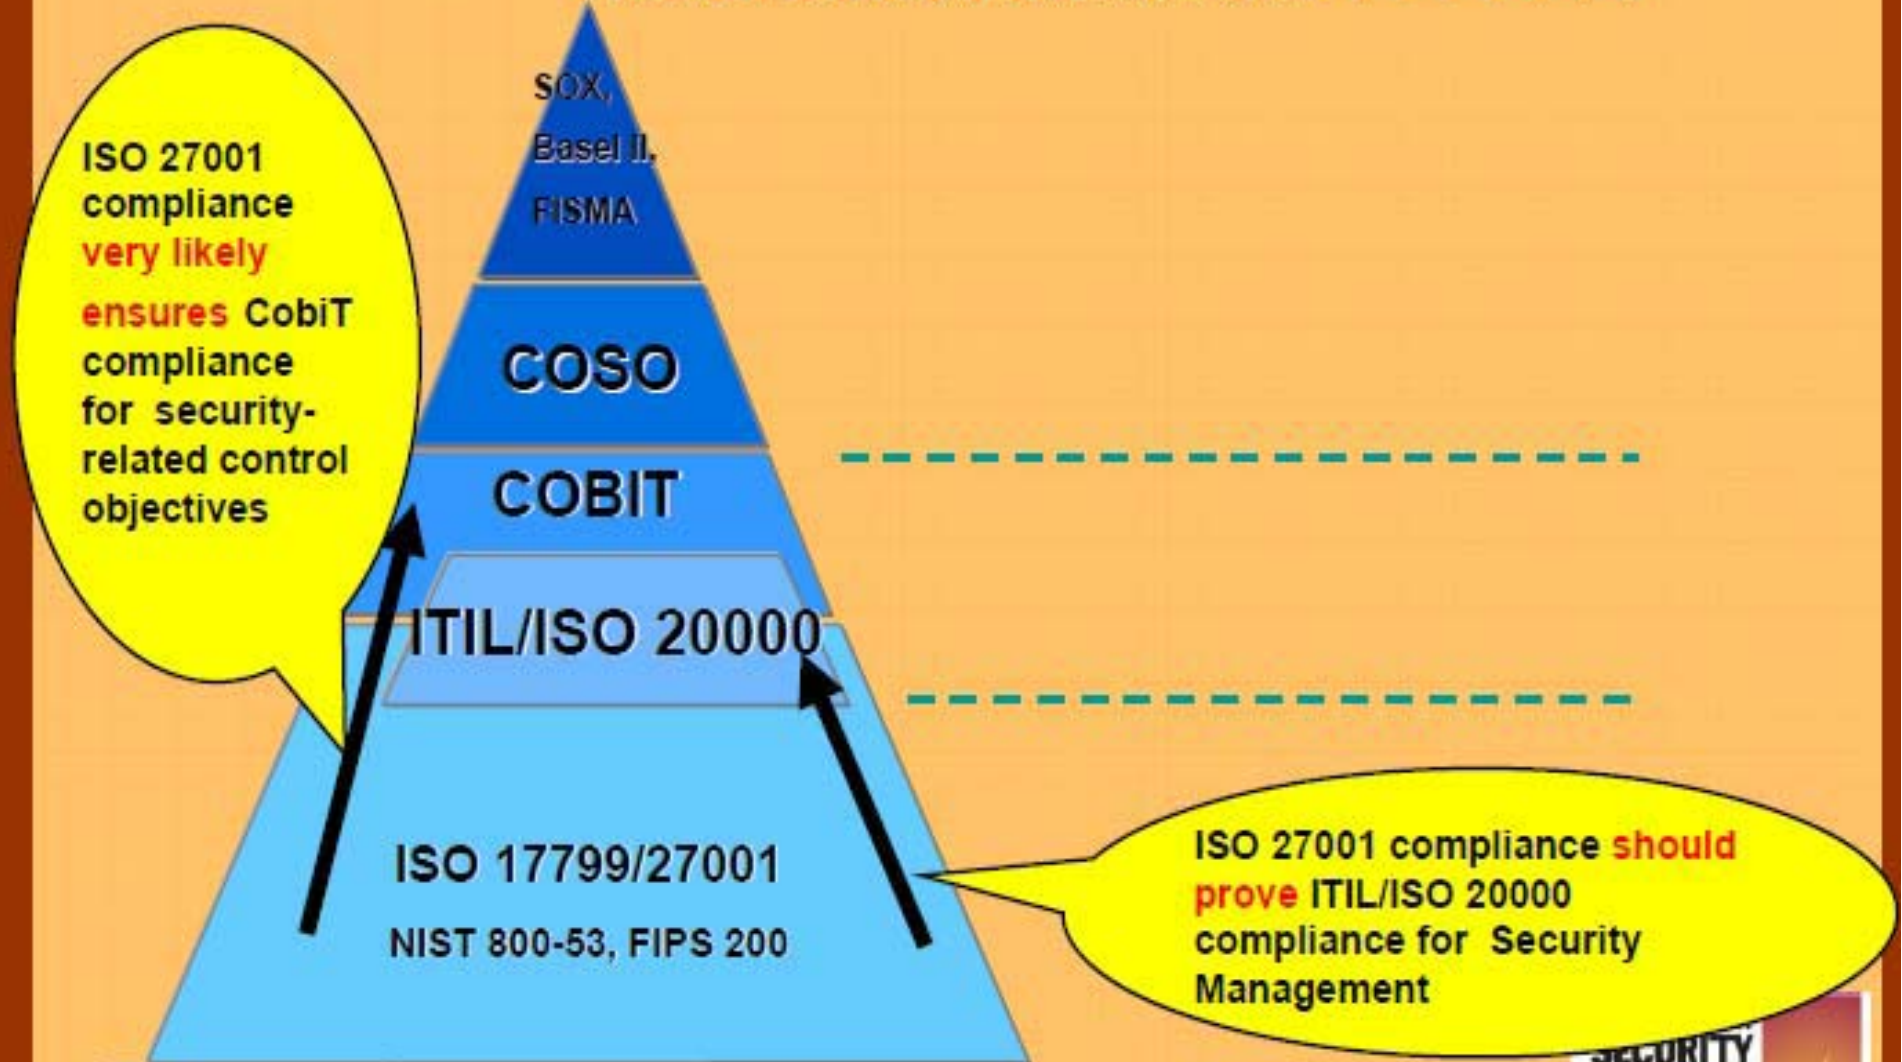 SOX,
Basel II,
FISMA
ISO 27001
compliance
very likely
ensures CobiT
compliance
for security-
related control
objectives
COSO
COBIT
ITIL/ISO 20000
ISO 17799/27001
NIST 800-53, FIPS 200
ISO 27001 compliance should
prove ITIL/ISO 20000
compliance for Security
Management
SECURITY